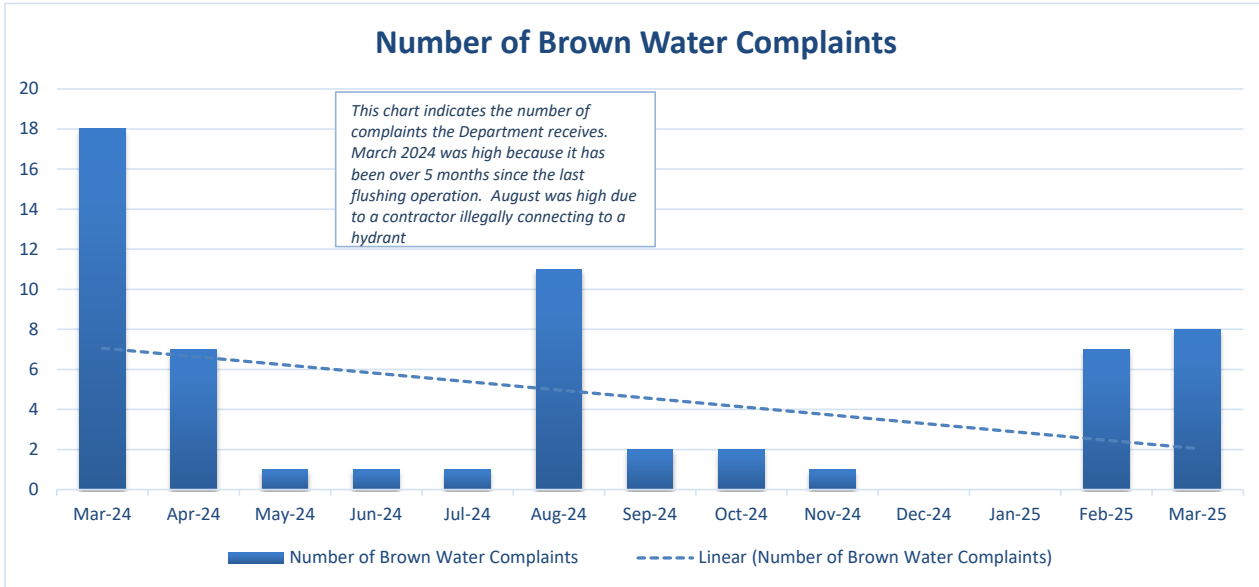 Number of Brown Water Complaints
This chart indicates the number of
complaints the Department receives.
March 2024 was high because it has
been over 5 months since the last
flushing operation.  August was high due
to a contractor illegally connecting to a
hydrant
20
18
16
14
12
10
8
6
4
2
0
Mar-24 Apr-24 May-24 Jun-24 Jul-24 Aug-24 Sep-24 Oct-24 Nov-24 Dec-24 Jan-25 Feb-25 Mar-25
Number of Brown Water Complaints Linear (Number of Brown Water Complaints)